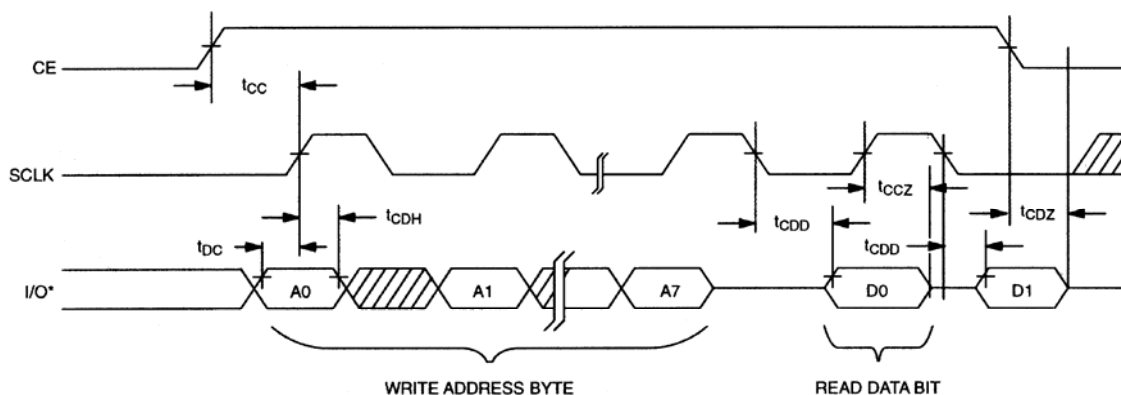 CE
tCC
SCLK
tCCZ
tCDH
tCDD
tCDZ
tDC
tCDD
I/O*
A0
A1
A7
D0
D1
WRITE ADDRESS BYTE
READ DATA BIT